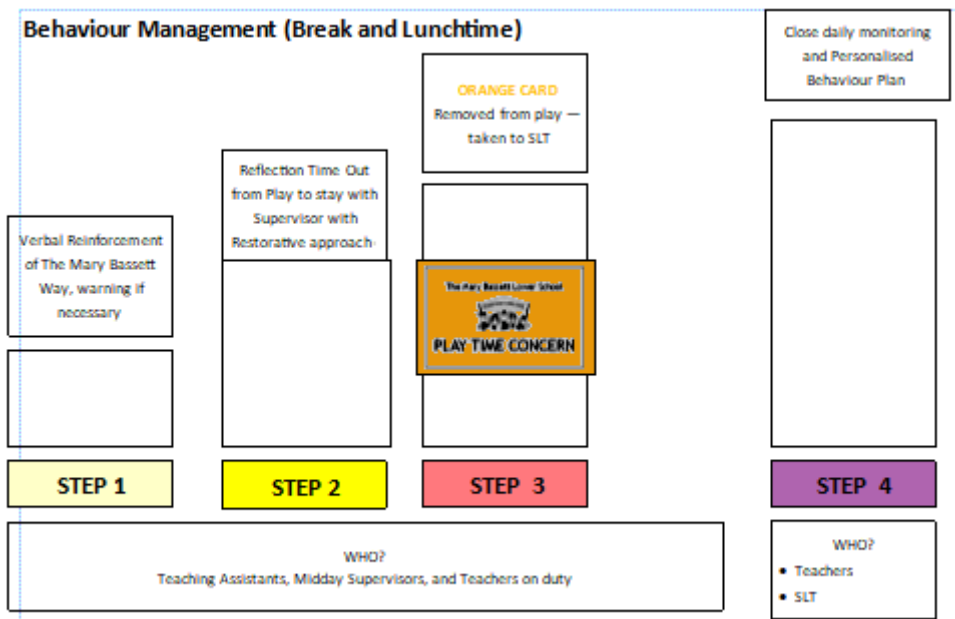 Behaviour Management (Break and Lunchtime)
Close daily monitoring
and Personalised
Behaviour Plan
ORANGE CARD
Removed from play —
taken to SLT
Reflection Time Out
from Play to stay with
Supervisor with
Restorative approach
Verbal Reinforcement
of The Mary Bassett
Way, warning if
necessary
The Mary Bassett Lower School
PLAY TIME CONCERN
STEP 1
STEP 2
STEP 3
STEP 4
WHO?
Teaching Assistants, Midday Supervisors, and Teachers on duty
WHO?
• Teachers
• SLT